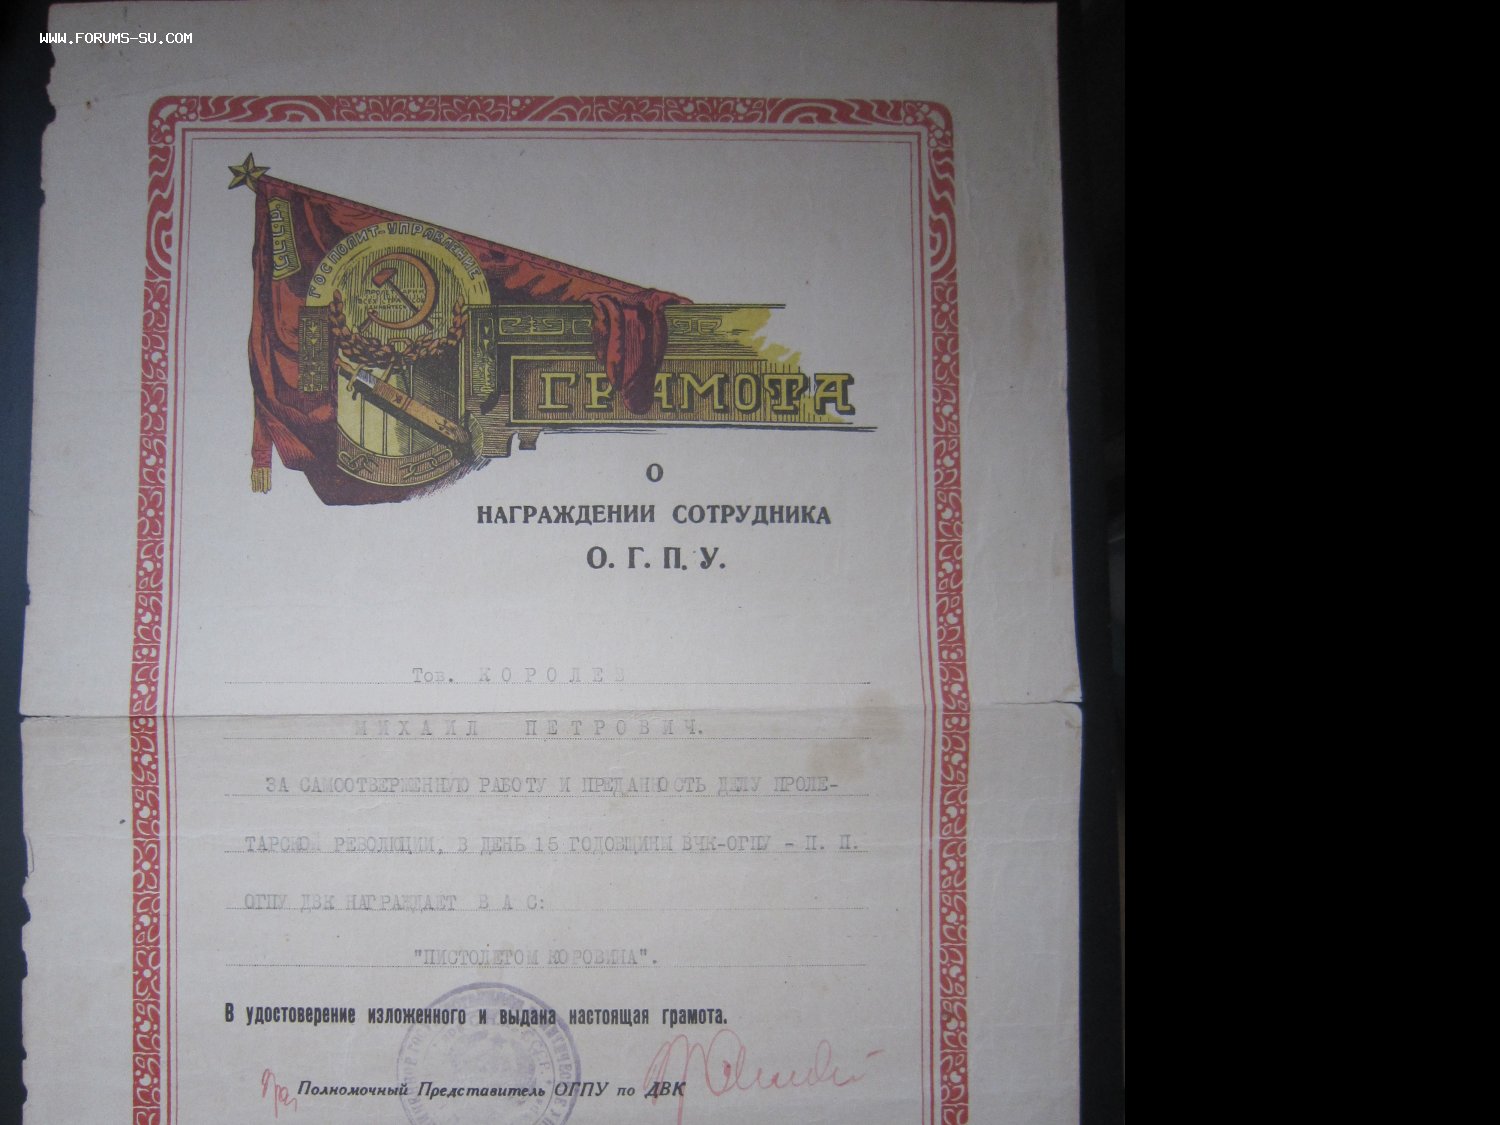 WWW.FORUMS-SU.COM
СССР
ГОСПОЛИТ-УПРАВЛЕНИЕ
ГРАМОТА
О
НАГРАЖДЕНИИ СОТРУДНИКА
О. Г. П. У.
Тов. КОРОЛЕВ
МИХАИЛ ПЕТРОВИЧ.
ЗА САМООТВЕРЖЕННУЮ РАБОТУ И ПРЕДАННОСТЬ ДЕЛУ ПРОЛЕ-
ТАРСКОЙ РЕВОЛЮЦИИ, В ДЕНЬ 15 ГОДОВЩИНЫ ВЧК-ОГПУ - П. П.
ОГПУ ДВК НАГРАЖДАЕТ В А С:
"ПИСТОЛЕТОМ КОРОВИНА".
В удостоверение изложенного и выдана настоящая грамота.
Полномочный Представитель ОГПУ по ДВК